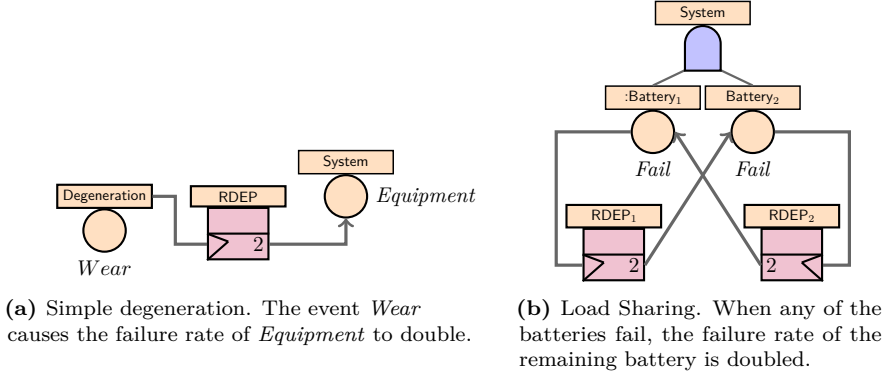 System
:Battery₁ Battery₂
Fail Fail
RDEP₁ RDEP₂
2 2
System
Degeneration RDEP
Equipment
2
Wear
(a) Simple degeneration. The event Wear
causes the failure rate of Equipment to double.
(b) Load Sharing. When any of the
batteries fail, the failure rate of the
remaining battery is doubled.